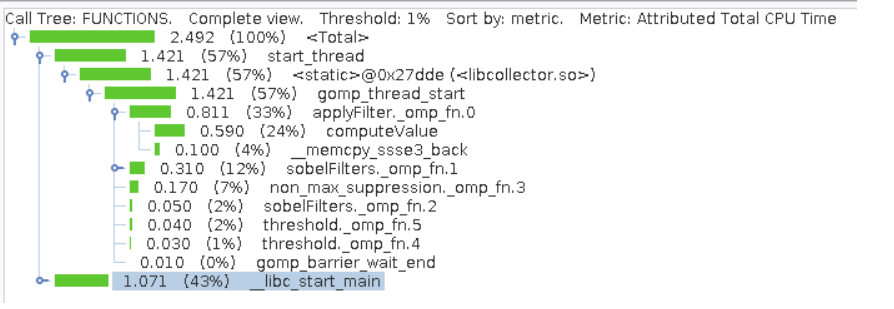 Call Tree: FUNCTIONS.   Complete view.   Threshold: 1%   Sort by: metric.   Metric: Attributed Total CPU Time
2.492 (100%) <Total>
1.421 (57%) start_thread
1.421 (57%) <static>@0x27dde (<libcollector.so>)
1.421 (57%) gomp_thread_start
0.811 (33%) applyFilter._omp_fn.0
0.590 (24%) computeValue
0.100 (4%) __memcpy_ssse3_back
0.310 (12%) sobelFilters._omp_fn.1
0.170 (7%) non_max_suppression._omp_fn.3
0.050 (2%) sobelFilters._omp_fn.2
0.040 (2%) threshold._omp_fn.5
0.030 (1%) threshold._omp_fn.4
0.010 (0%) gomp_barrier_wait_end
1.071 (43%) __libc_start_main